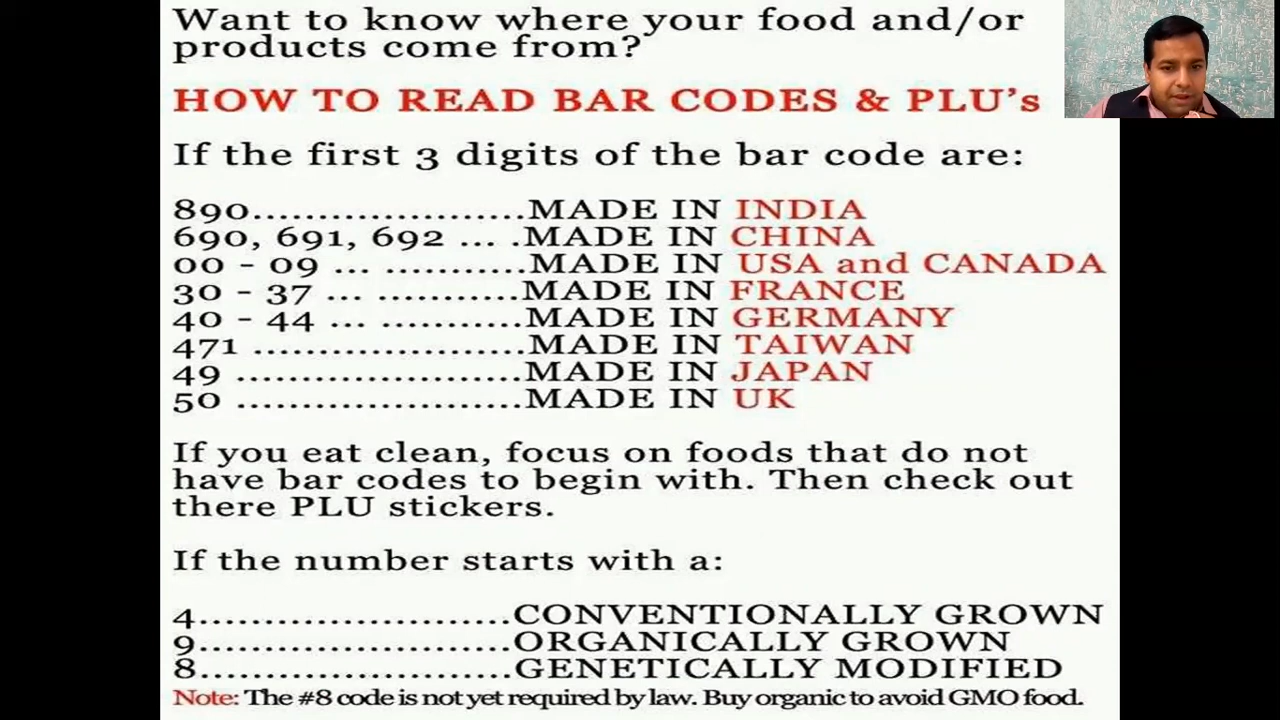 Want to know where your food and/or
products come from?
HOW TO READ BAR CODES & PLU's
If the first 3 digits of the bar code are:
890.....................MADE IN INDIA
690, 691, 692 ... .MADE IN CHINA
00 - 09 ... ...........MADE IN USA and CANADA
30 - 37 ... ...........MADE IN FRANCE
40 - 44 ... ...........MADE IN GERMANY
471 .....................MADE IN TAIWAN
49 ......................MADE IN JAPAN
50 ......................MADE IN UK
If you eat clean, focus on foods that do not
have bar codes to begin with. Then check out
there PLU stickers.
If the number starts with a:
4........................CONVENTIONALLY GROWN
9........................ORGANICALLY GROWN
8........................GENETICALLY MODIFIED
Note: The #8 code is not yet required by law. Buy organic to avoid GMO food.